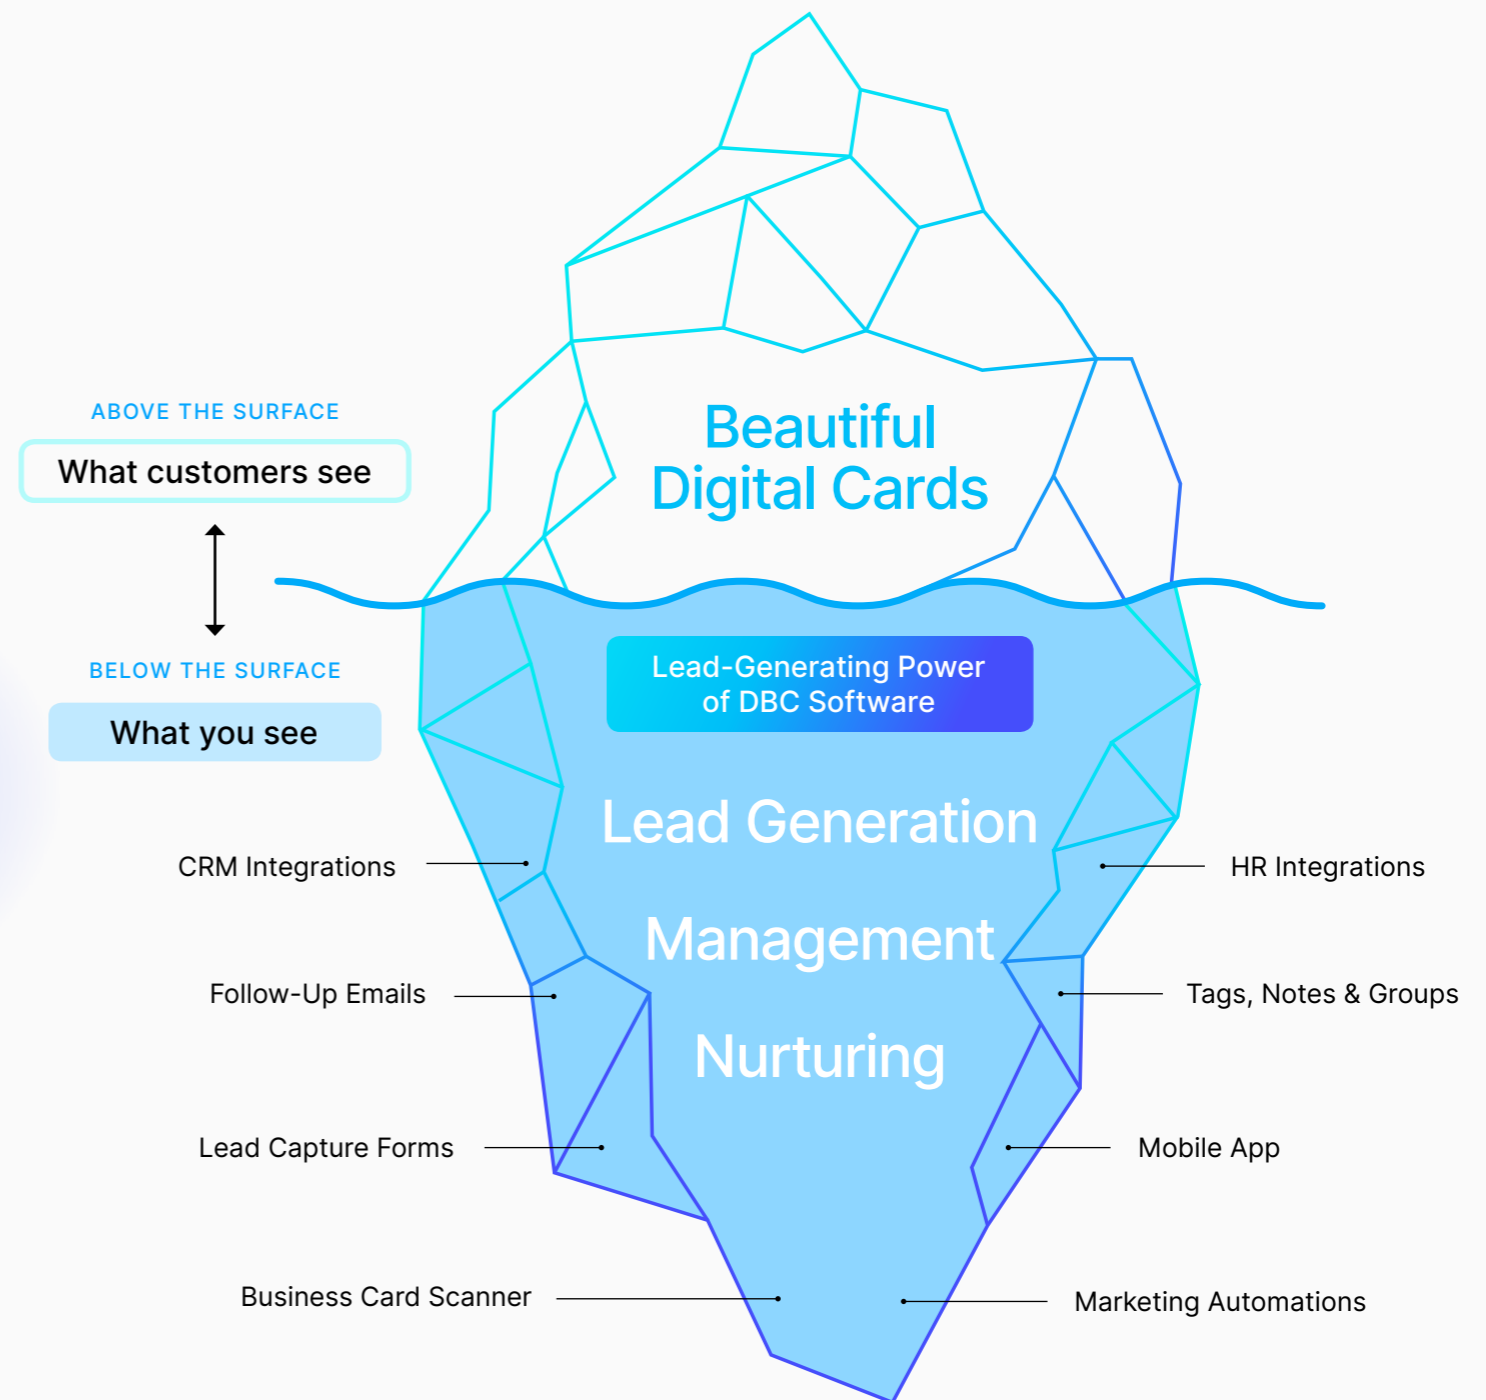 Beautiful
Digital Cards
ABOVE THE SURFACE
What customers see
BELOW THE SURFACE
What you see
Lead-Generating Power
of DBC Software
Lead Generation
Management
Nurturing
CRM Integrations
Follow-Up Emails
Lead Capture Forms
Business Card Scanner
HR Integrations
Tags, Notes & Groups
Mobile App
Marketing Automations